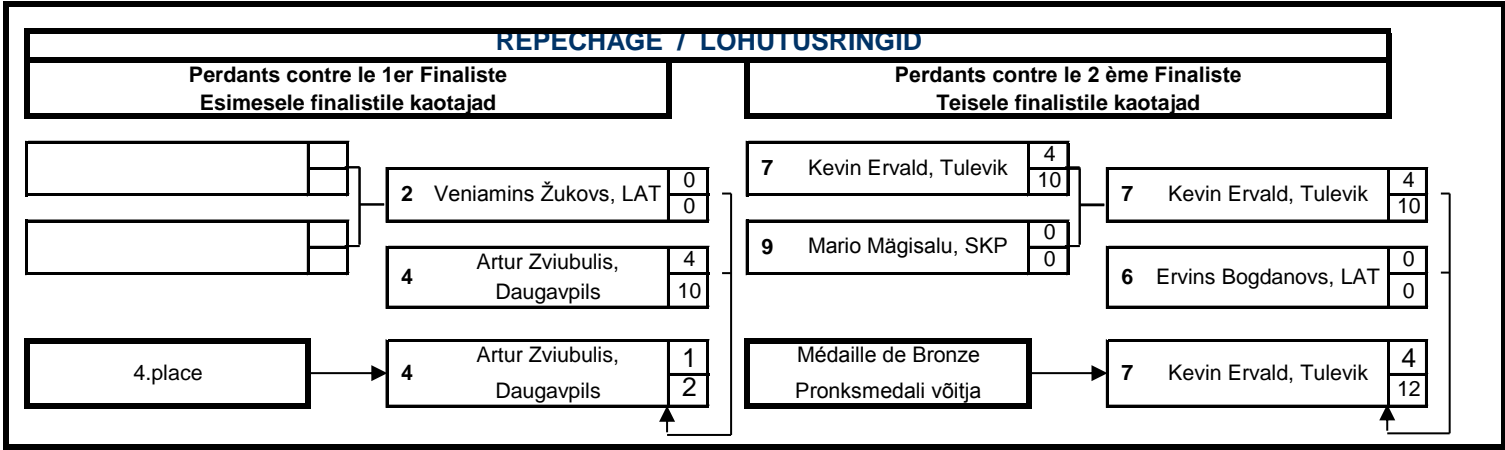 REPECHAGE / LOHUTUSRINGID
Perdants contre le 1er Finaliste
Esimesele finalistile kaotajad
Perdants contre le 2 ème Finaliste
Teisele finalistile kaotajad
2 Veniamins Žukovs, LAT 0
0
4 Artur Zviubulis, 4
Daugavpils 10
7 Kevin Ervald, Tulevik 4
10
9 Mario Mägisalu, SKP 0
0
7 Kevin Ervald, Tulevik 4
10
6 Ervins Bogdanovs, LAT 0
0
4.place
4 Artur Zviubulis, 1
Daugavpils 2
Médaille de Bronze
Pronksmedali võitja
7 Kevin Ervald, Tulevik 4
12